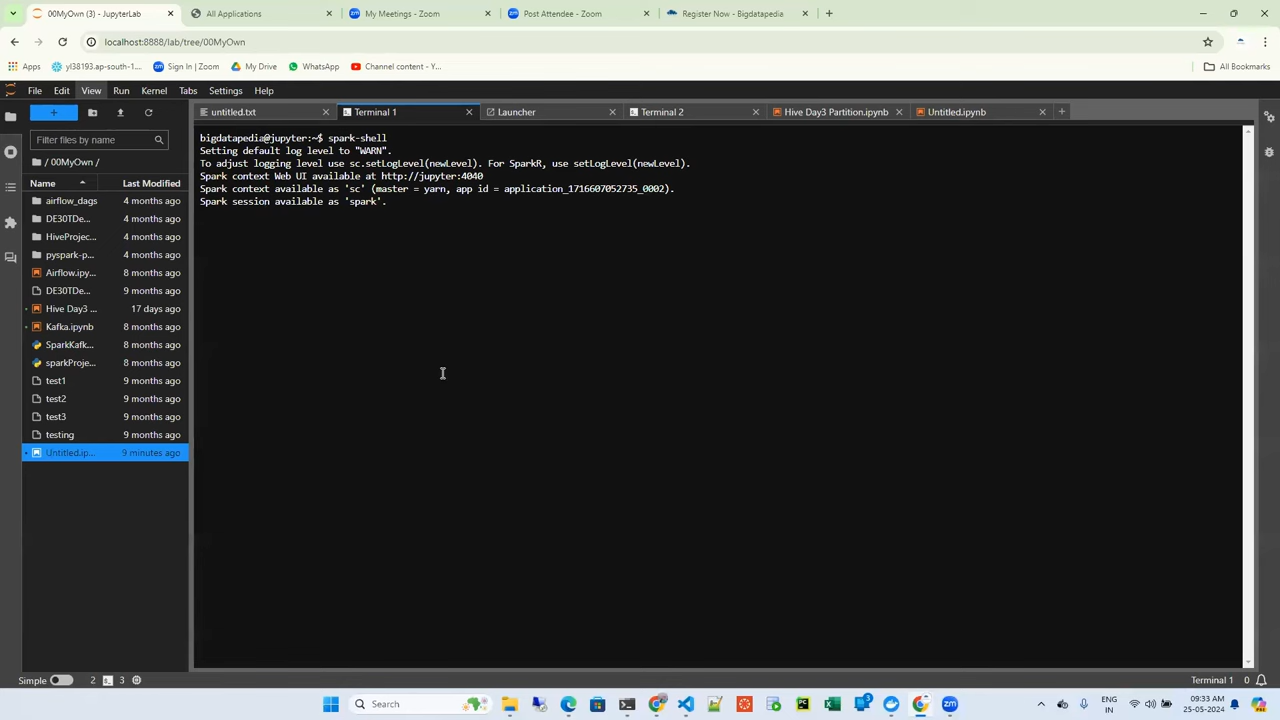 00MyOwn (3) - JupyterLab
All Applications
My Meetings - Zoom
Post Attendee - Zoom
Register Now - Bigdatapedia
localhost:8888/lab/tree/00MyOwn
Apps
yl38193.ap-south-1....
Sign In | Zoom
My Drive
WhatsApp
Channel content - Y...
All Bookmarks
File Edit View Run Kernel Tabs Settings Help
untitled.txt
Terminal 1
Launcher
Terminal 2
Hive Day3 Partition.ipynb
Untitled.ipynb
Filter files by name
/ 00MyOwn /
Name Last Modified
airflow_dags 4 months ago
DE30TDe... 4 months ago
HiveProjec... 4 months ago
pyspark-p... 4 months ago
Airflow.ipy... 8 months ago
DE30TDe... 9 months ago
Hive Day3 ... 17 days ago
Kafka.ipynb 8 months ago
SparkKafk... 8 months ago
sparkProje... 8 months ago
test1 9 months ago
test2 9 months ago
test3 9 months ago
testing 9 months ago
Untitled.ip... 9 minutes ago
bigdatapedia@jupyter:~$ spark-shell
Setting default log level to "WARN".
To adjust logging level use sc.setLogLevel(newLevel). For SparkR, use setLogLevel(newLevel).
Spark context Web UI available at http://jupyter:4040
Spark context available as 'sc' (master = yarn, app id = application_1716607052735_0002).
Spark session available as 'spark'.
Simple 2 3
Terminal 1 0
Search
ENG
IN
09:33 AM
25-05-2024